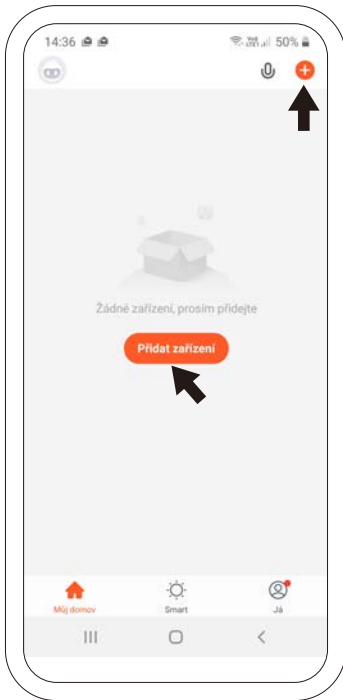 14:36 50%
Žádné zařízení, prosím přidejte
Přidat zařízení
Můj domov Smart Já